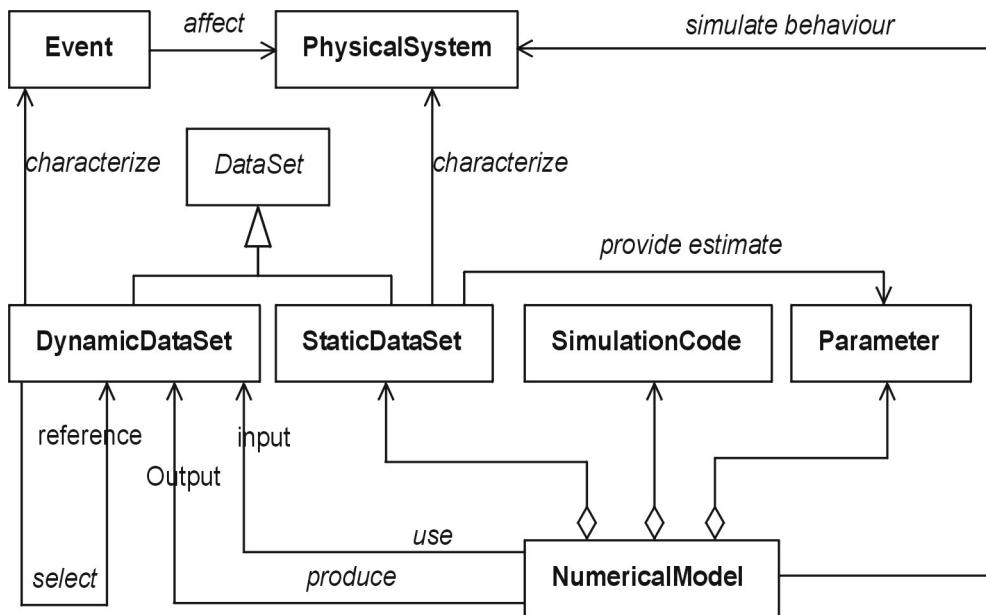 affect
simulate behaviour
Event
PhysicalSystem
characterize
DataSet
characterize
provide estimate
DynamicDataSet
StaticDataSet
SimulationCode
Parameter
reference
input
Output
use
select
produce
NumericalModel